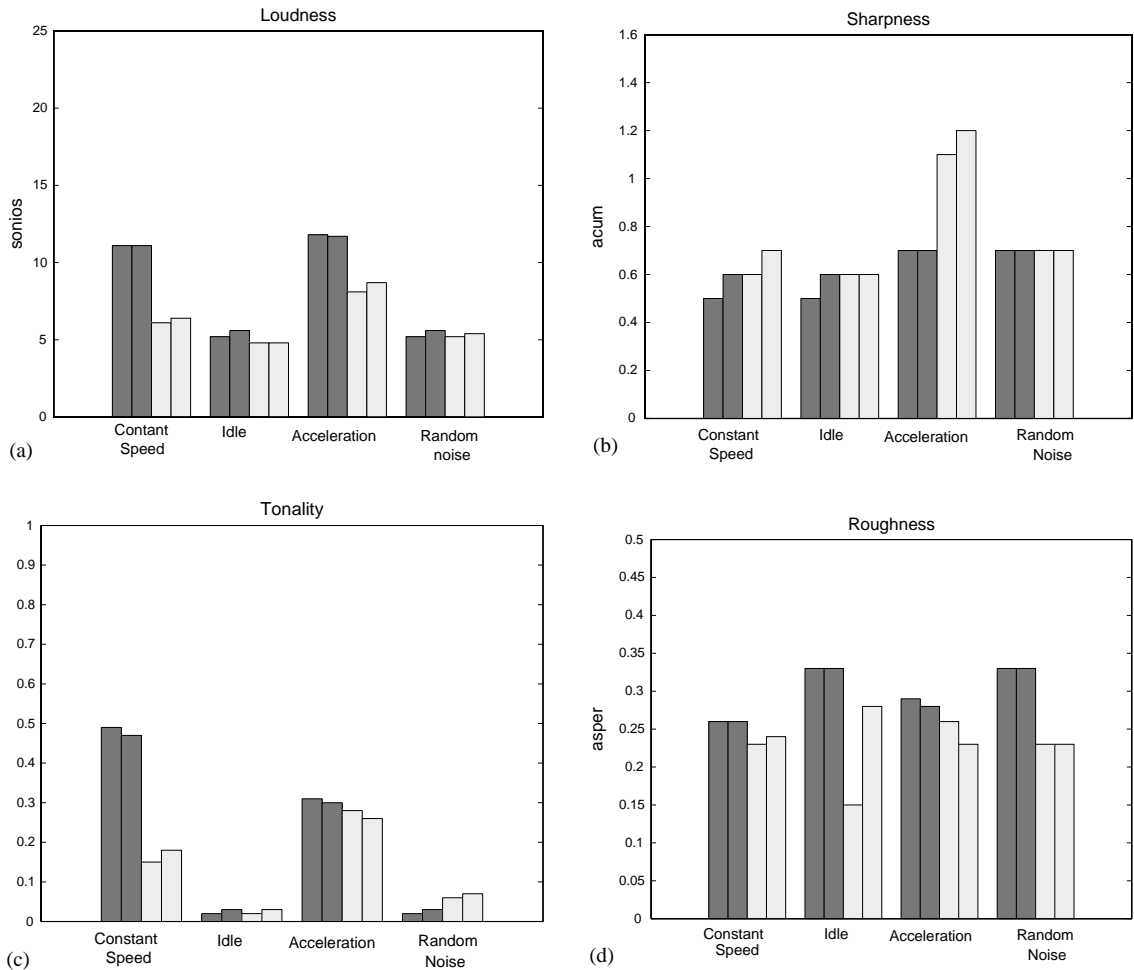 Loudness
25
20
15
10
5
0
sonios
Contant
Speed
Idle
Acceleration
Random
noise
(a)
Sharpness
1.6
1.4
1.2
1
0.8
0.6
0.4
0.2
0
acum
Constant
Speed
Idle
Acceleration
Random
Noise
(b)
Tonality
1
0.9
0.8
0.7
0.6
0.5
0.4
0.3
0.2
0.1
0
Constant
Speed
Idle
Acceleration
Random
Noise
(c)
Roughness
0.5
0.45
0.4
0.35
0.3
0.25
0.2
0.15
0.1
0.05
0
asper
Constant
Speed
Idle
Acceleration
Random
Noise
(d)